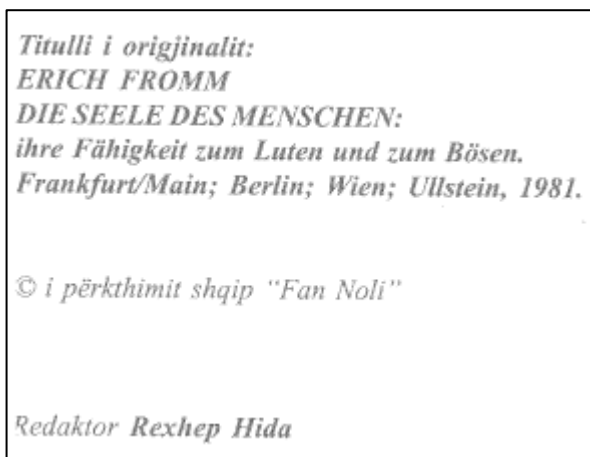 Titulli i origjinalit:
ERICH FROMM
DIE SEELE DES MENSCHEN:
ihre Fähigkeit zum Luten und zum Bösen.
Frankfurt/Main; Berlin; Wien; Ullstein, 1981.
© i përkthimit shqip “Fan Noli”
Redaktor Rexhep Hida